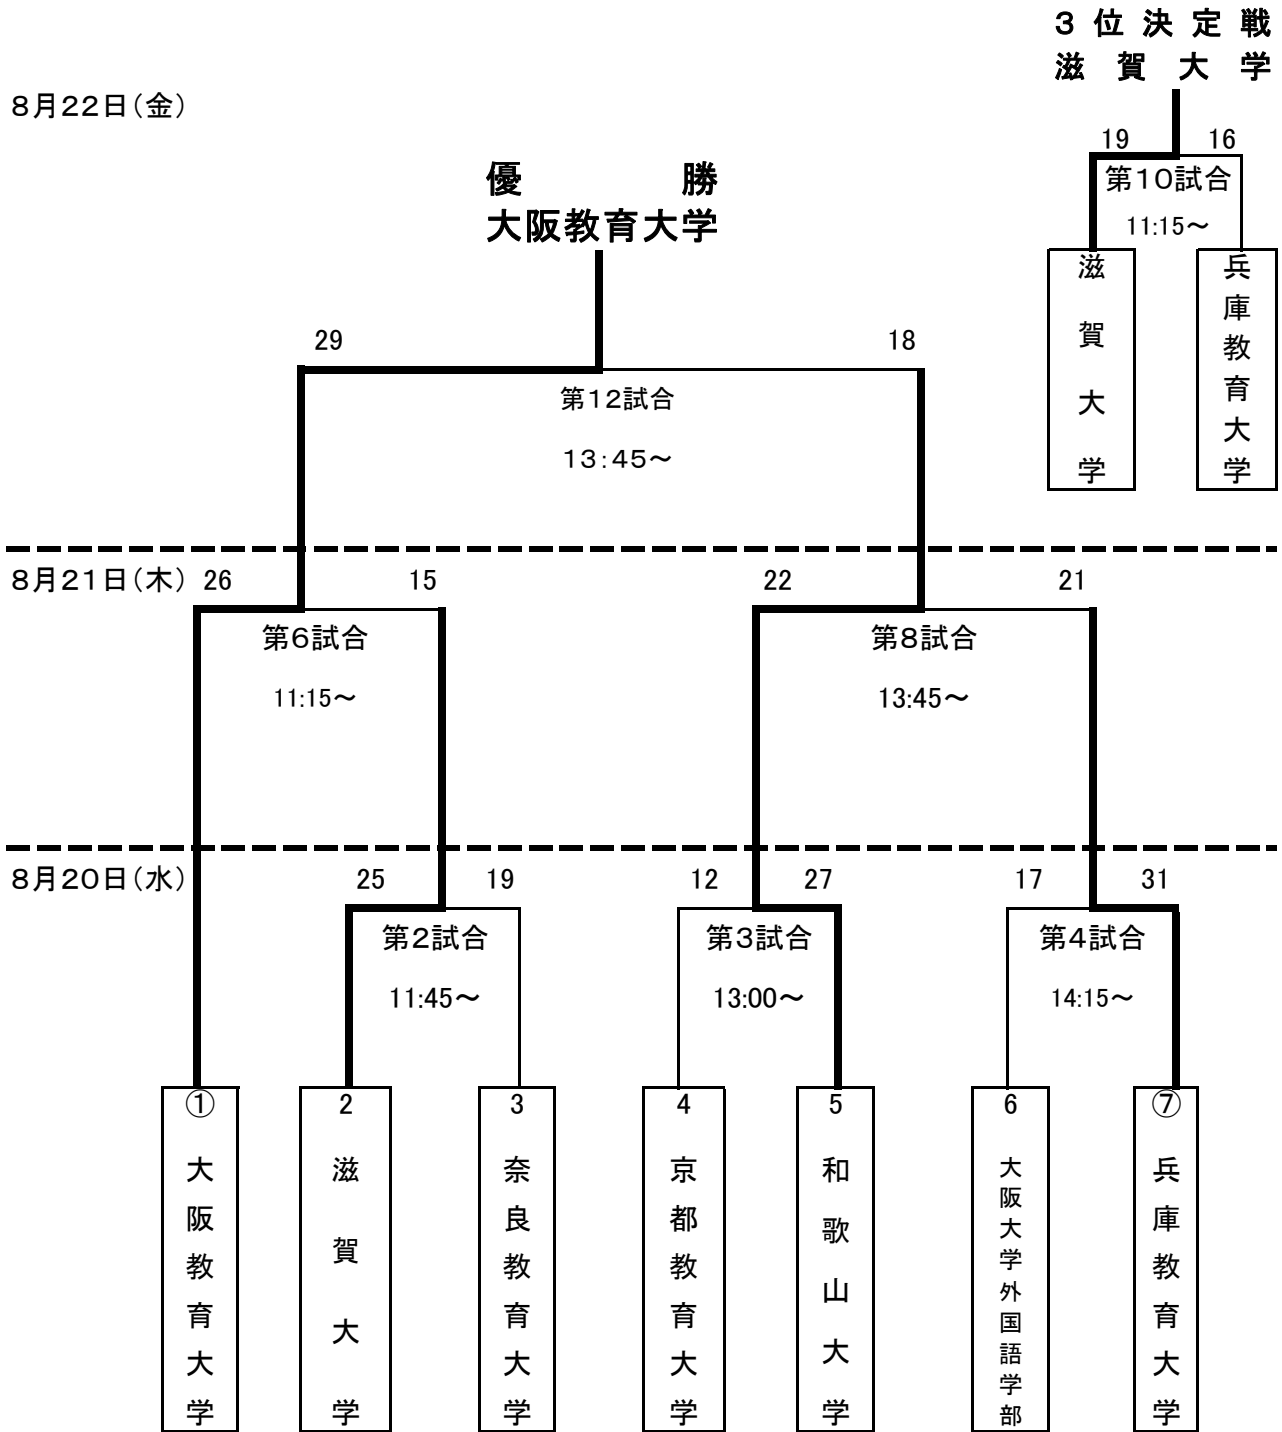 3位決定戦
滋賀大学
8月22日(金)
19 16
第10試合
11:15～
滋賀大学
兵庫教育大学
優勝
大阪教育大学
29 18
第12試合
13:45～
8月21日(木) 26 15 22 21
第6試合 第8試合
11:15～ 13:45～
8月20日(水) 25 19 12 27 17 31
第2試合 第3試合 第4試合
11:45～ 13:00～ 14:15～
① 大阪教育大学
2 滋賀大学
3 奈良教育大学
4 京都教育大学
5 和歌山大学
6 大阪大学外国語学部
⑦ 兵庫教育大学